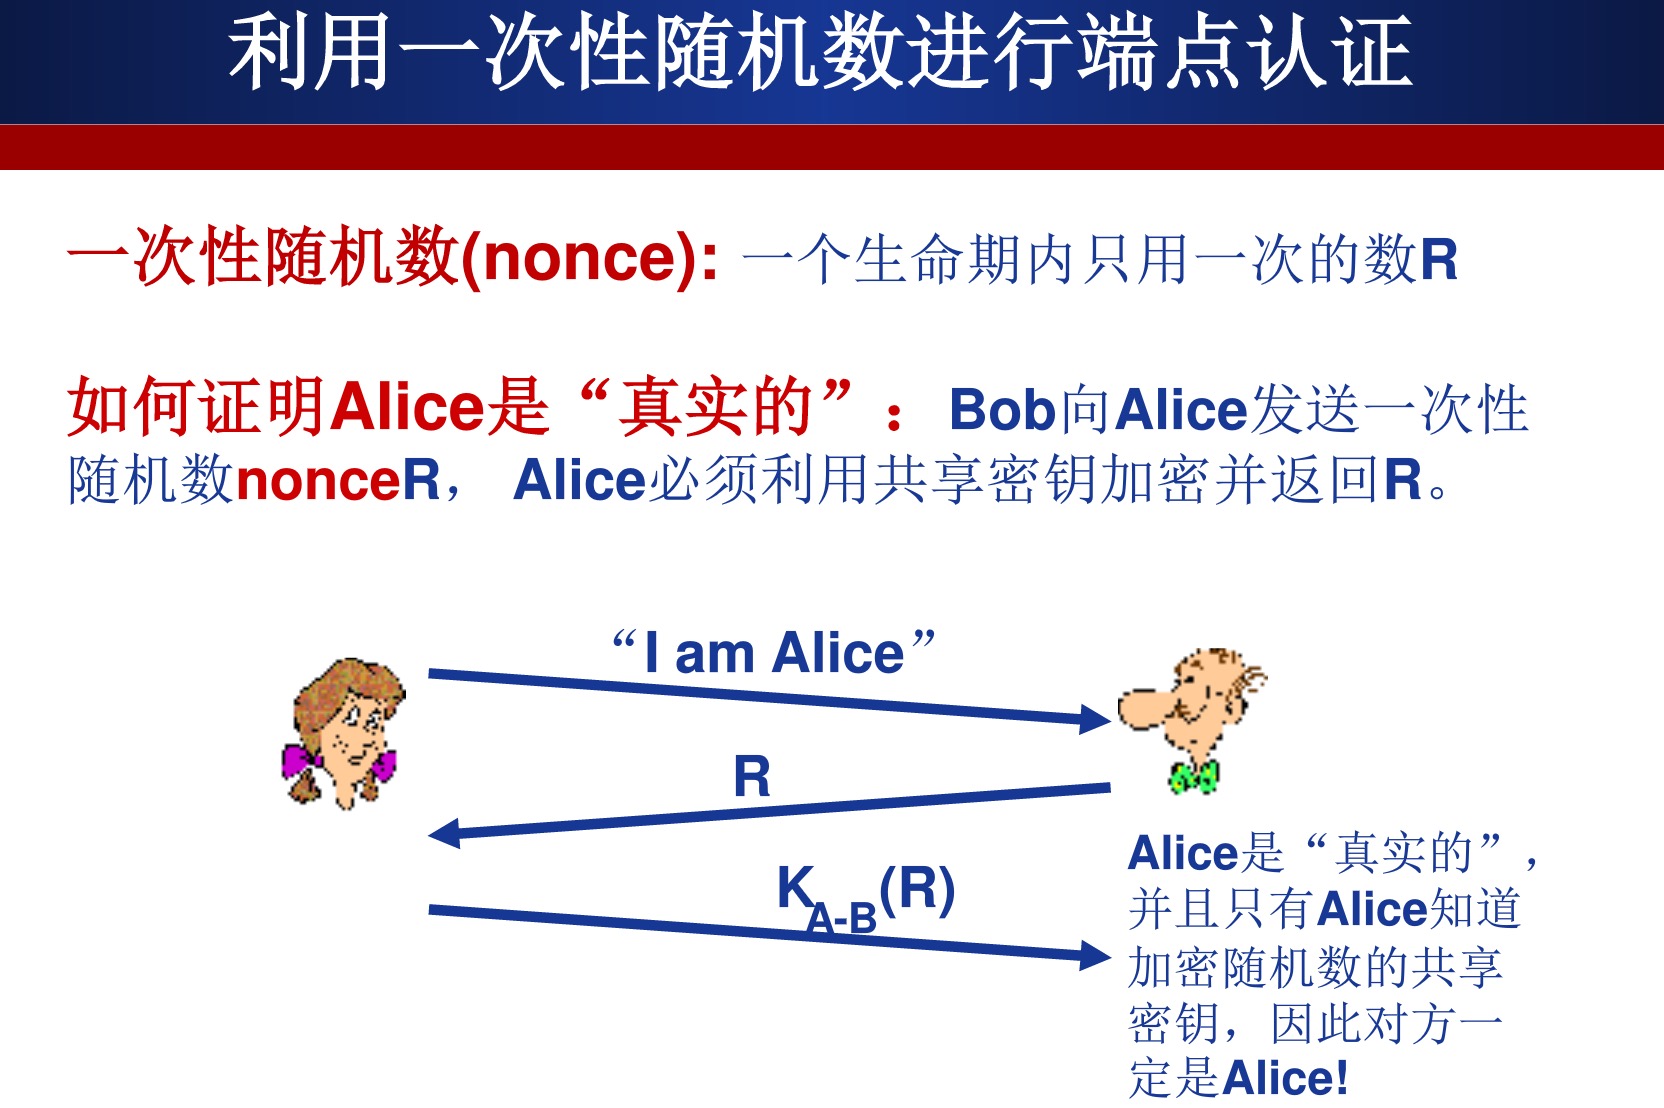 利用一次性随机数进行端点认证
一次性随机数(nonce): 一个生命期内只用一次的数R
如何证明Alice是“真实的”：Bob向Alice发送一次性
随机数nonceR， Alice必须利用共享密钥加密并返回R。
“I am Alice”
R
K_A-B(R)
Alice是“真实的”，
并且只有Alice知道
加密随机数的共享
密钥，因此对方一
定是Alice!